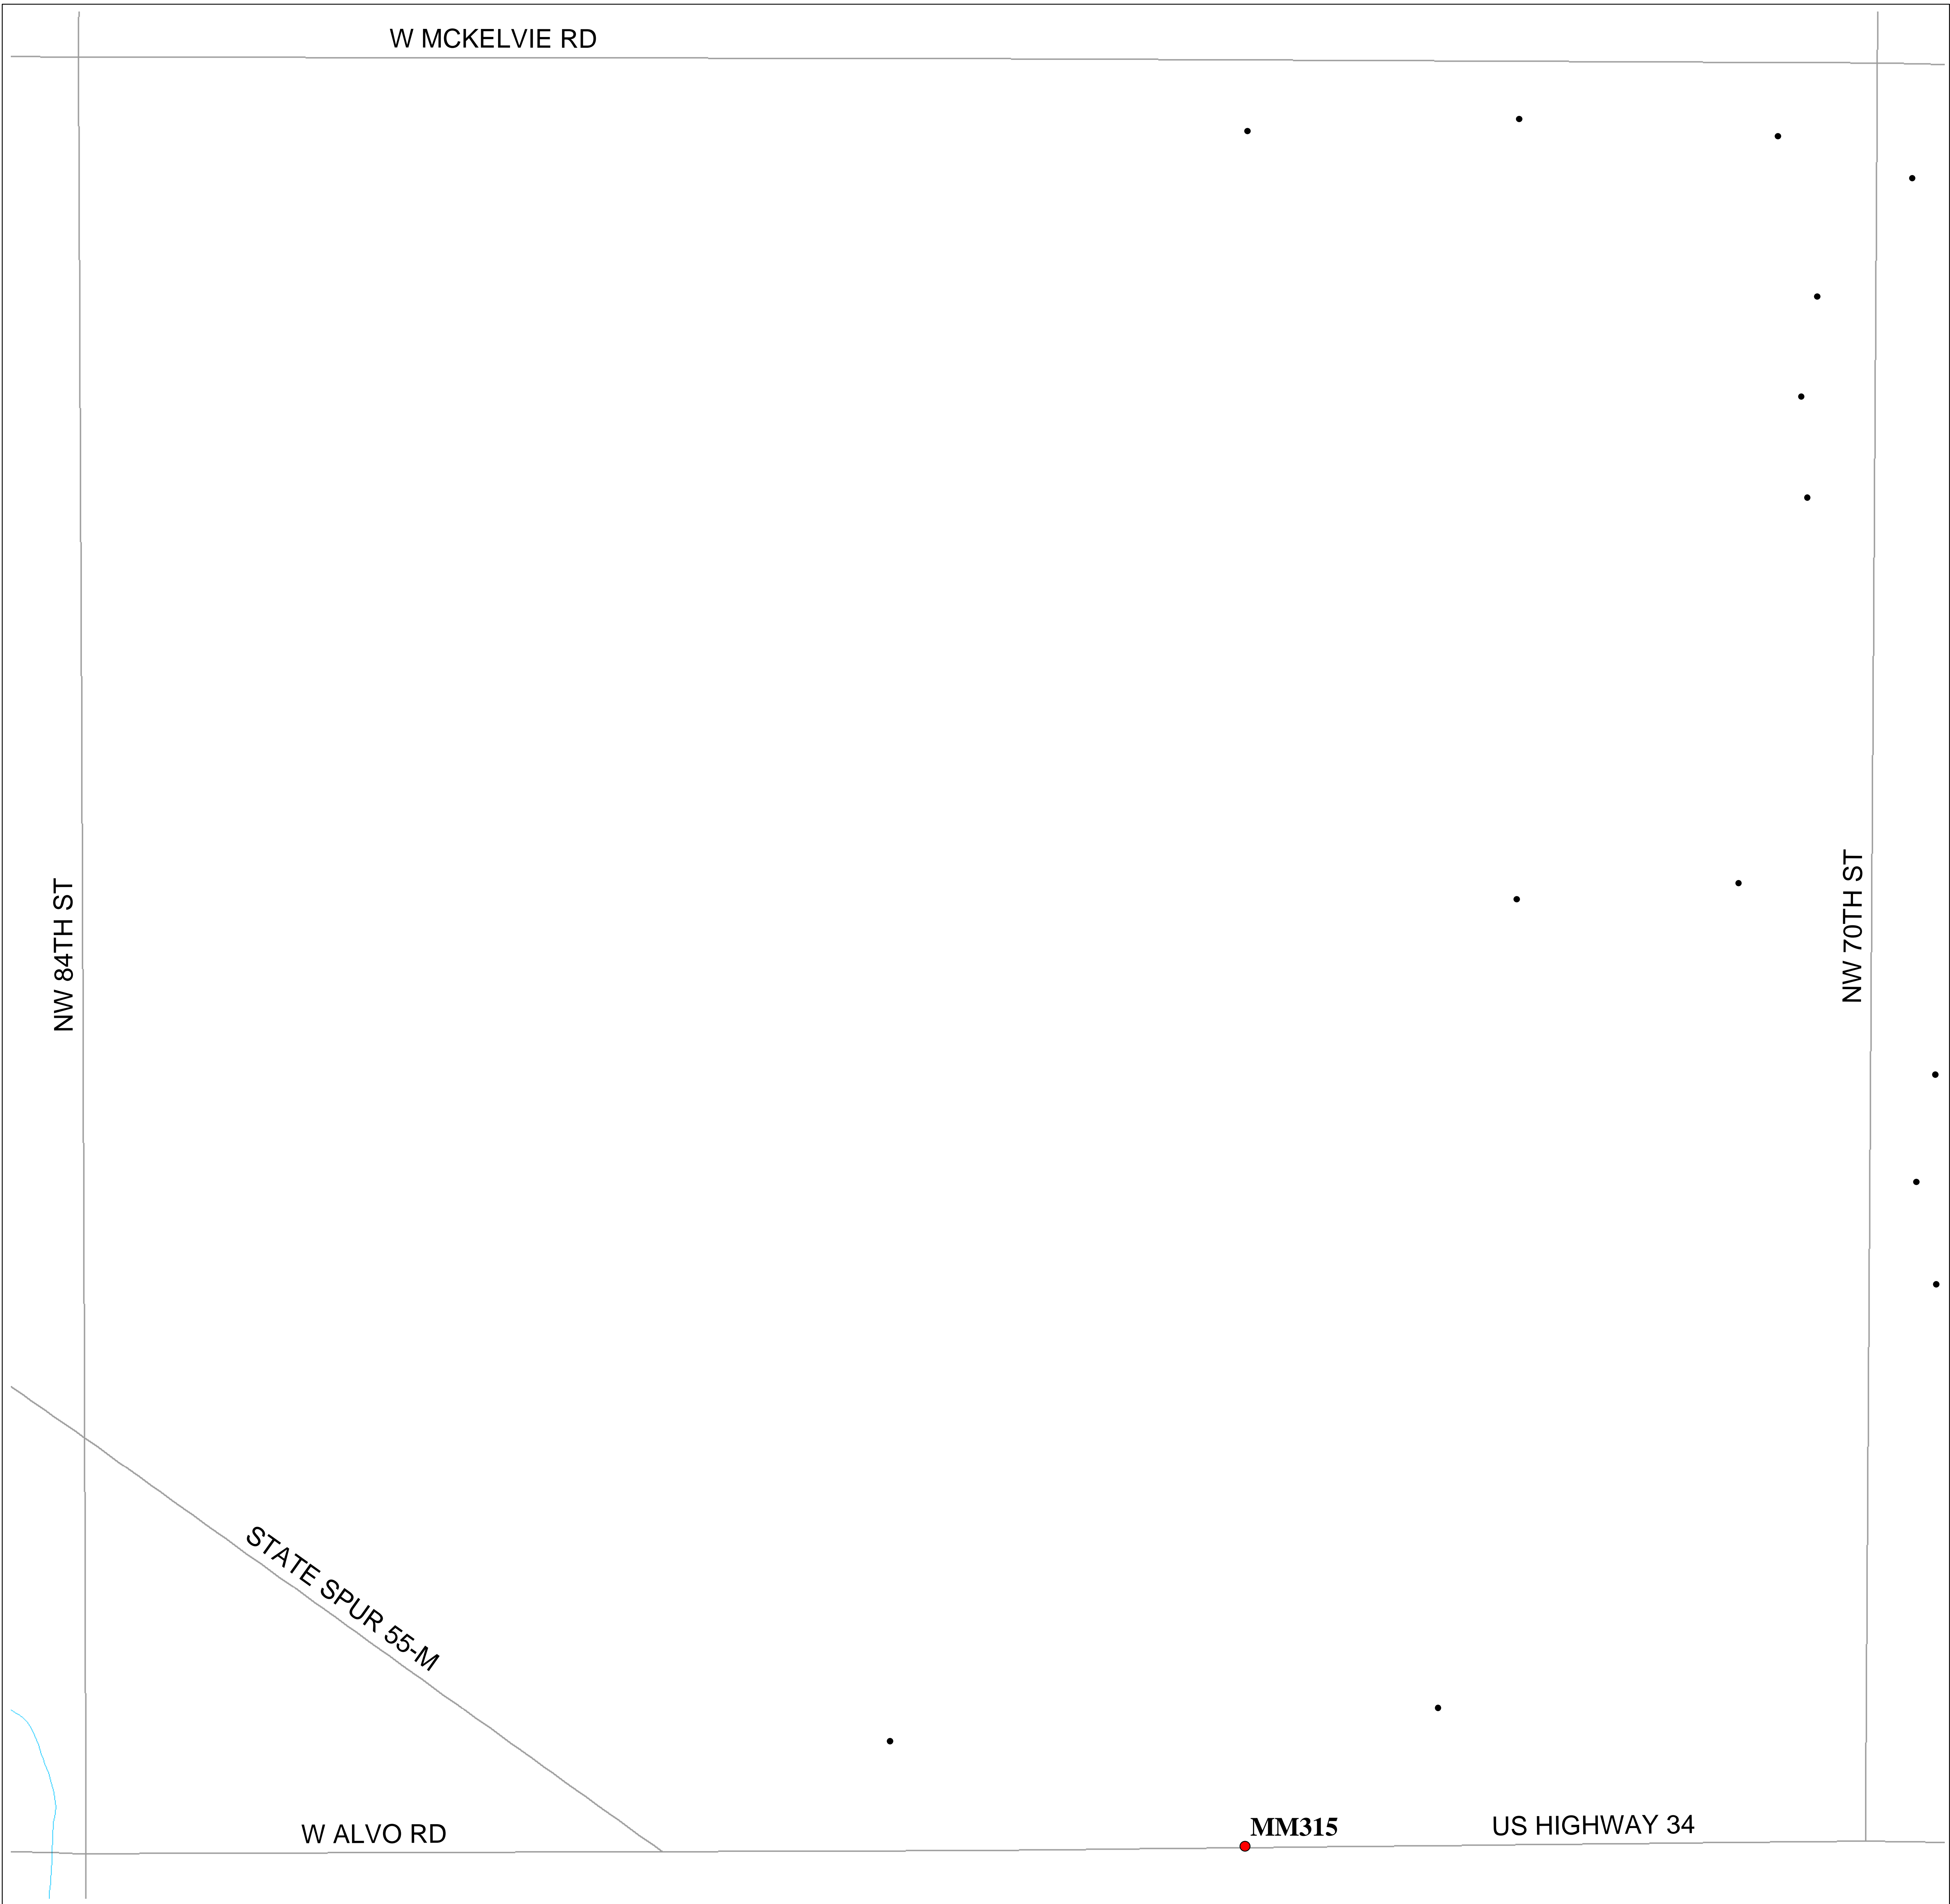 W MCKELVIE RD
NW 84TH ST
NW 70TH ST
STATE SPUR 55-M
W ALVO RD
MM315
US HIGHWAY 34